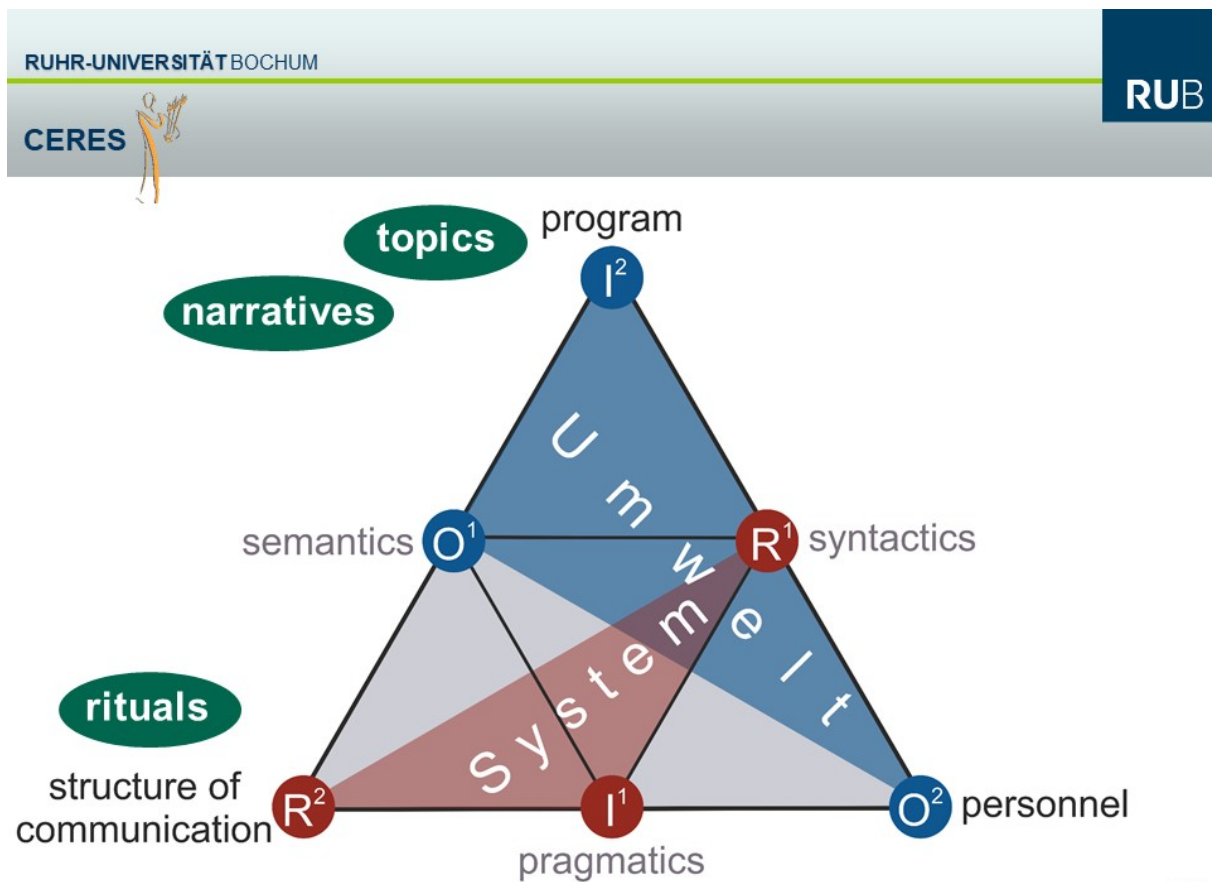 RUHR-UNIVERSITÄT BOCHUM
RUB
CERES
topics
program
narratives
I²
Umwelt
semantics
O¹
R¹
syntactics
System
rituals
structure of
communication
R²
I¹
O²
personnel
pragmatics